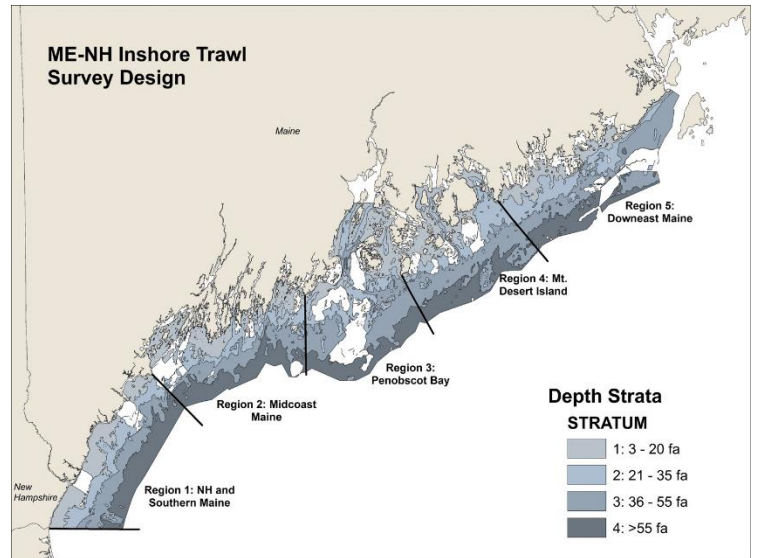 ME-NH Inshore Trawl
Survey Design
Maine
Region 5:
Downeast Maine
Region 4: Mt.
Desert Island
Region 3:
Penobscot Bay
Region 2: Midcoast
Maine
Region 1: NH and
Southern Maine
New
Hampshire
Depth Strata
STRATUM
1: 3 - 20 fa
2: 21 - 35 fa
3: 36 - 55 fa
4: >55 fa